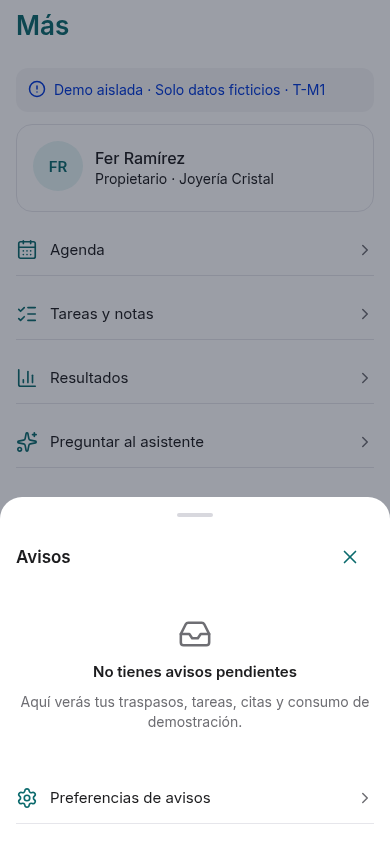 Más
Demo aislada · Solo datos ficticios · T-M1
FR
Fer Ramírez
Propietario · Joyería Cristal
Agenda
Tareas y notas
Resultados
Preguntar al asistente
Avisos
No tienes avisos pendientes
Aquí verás tus traspasos, tareas, citas y consumo de
demostración.
Preferencias de avisos